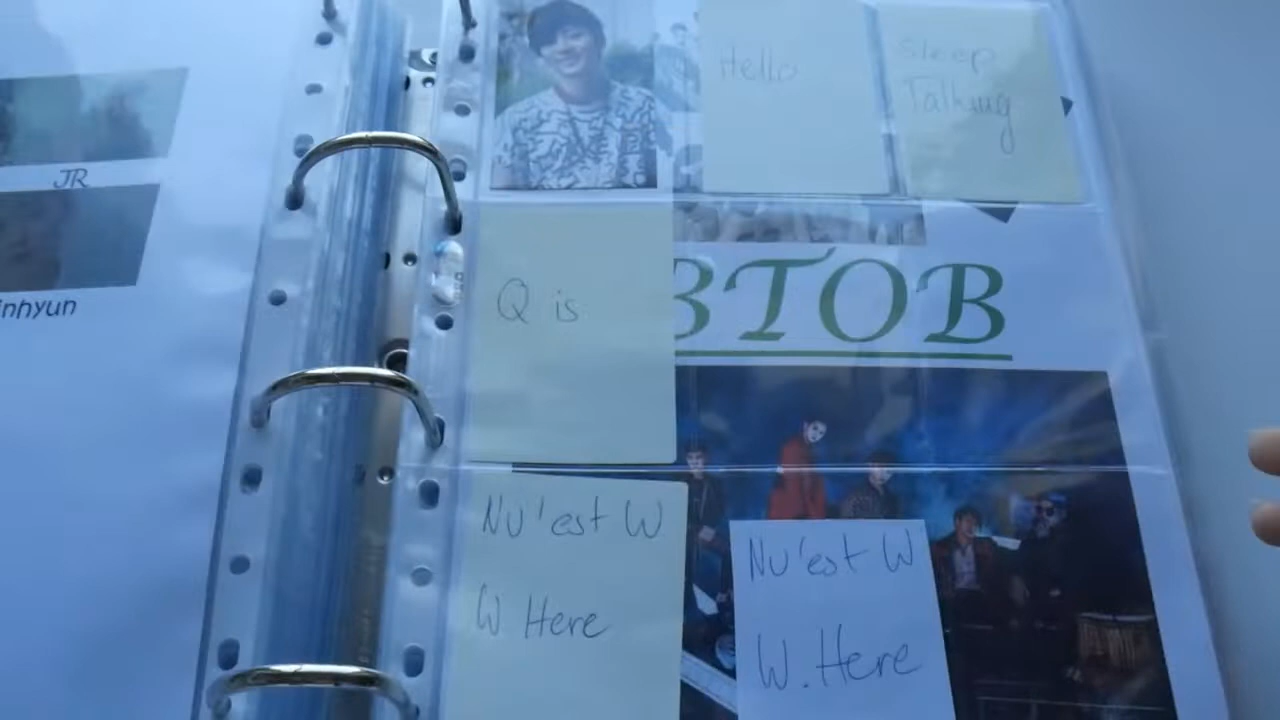 JR
inhyun
Hello
Sleep
Talking
Q is
BTOB
Nu'est W
W Here
Nu'est W
W. Here